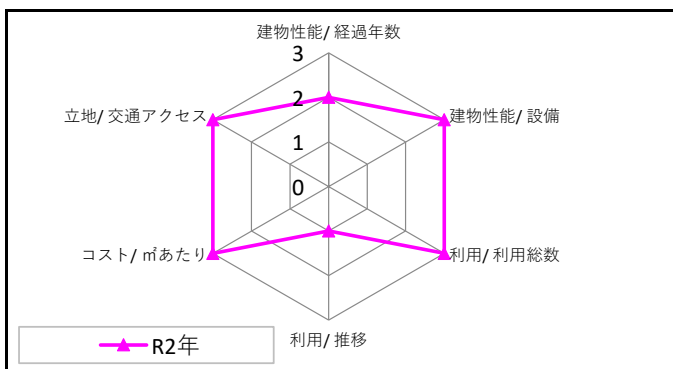 建物性能/ 経過年数
3
立地/ 交通アクセス
2
建物性能/ 設備
1
0
コスト/ ㎡あたり
利用/ 利用総数
利用/ 推移
R2年